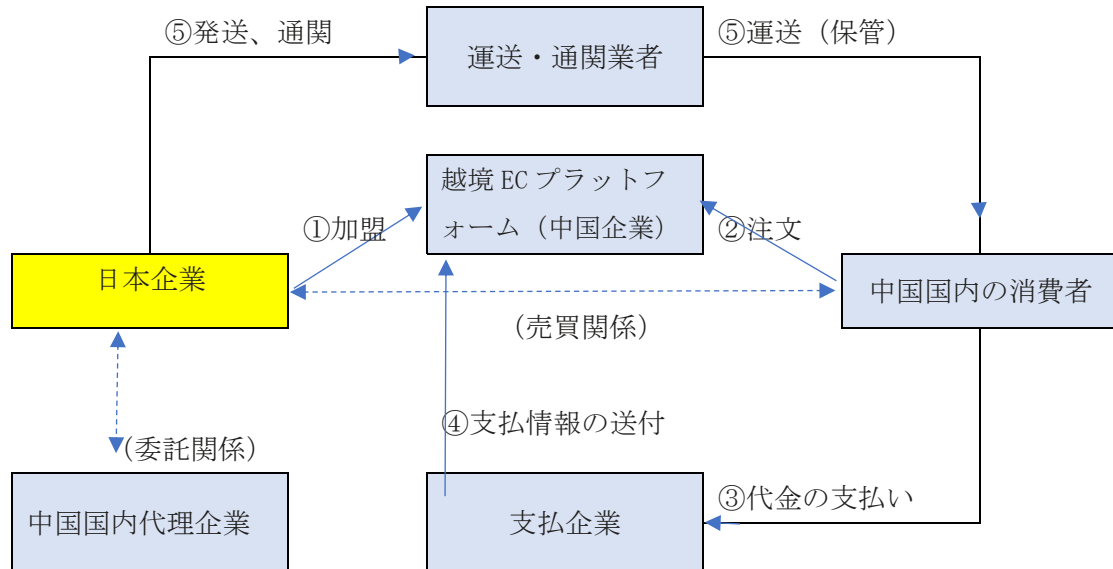 ⑤発送、通関
運送・通関業者
⑤運送（保管）
越境 EC プラットフ
ォーム（中国企業）
①加盟
②注文
日本企業
中国国内の消費者
（売買関係）
④支払情報の送付
（委託関係）
中国国内代理企業
支払企業
③代金の支払い